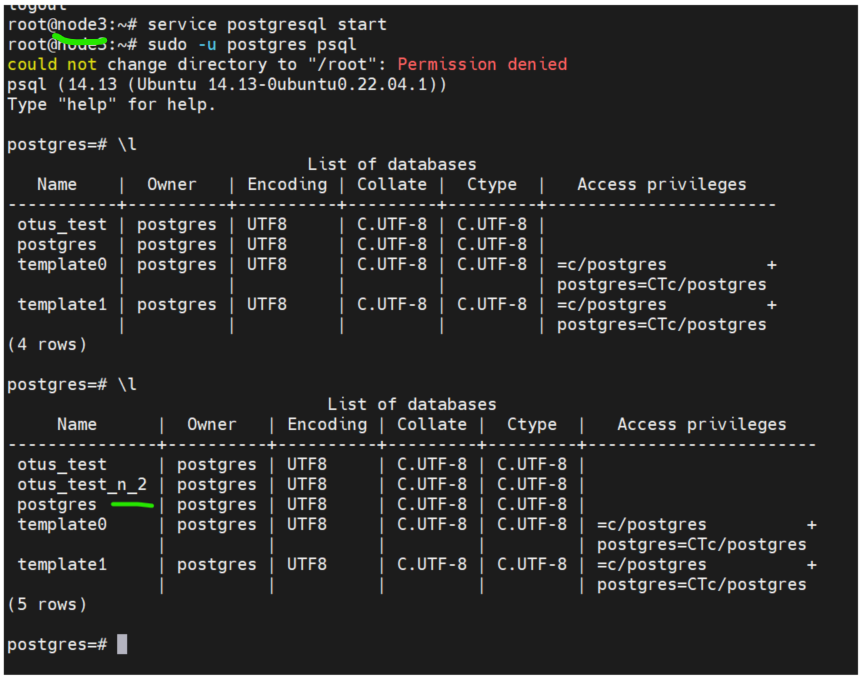 logout
root@node3:~# service postgresql start
root@node3:~# sudo -u postgres psql
could not change directory to "/root": Permission denied
psql (14.13 (Ubuntu 14.13-0ubuntu0.22.04.1))
Type "help" for help.

postgres=# \l
                              List of databases
   Name    |  Owner   | Encoding | Collate |  Ctype  |   Access privileges
-----------+----------+----------+---------+---------+-----------------------
 otus_test | postgres | UTF8     | C.UTF-8 | C.UTF-8 |
 postgres  | postgres | UTF8     | C.UTF-8 | C.UTF-8 |
 template0 | postgres | UTF8     | C.UTF-8 | C.UTF-8 | =c/postgres          +
           |          |          |         |         | postgres=CTc/postgres
 template1 | postgres | UTF8     | C.UTF-8 | C.UTF-8 | =c/postgres          +
           |          |          |         |         | postgres=CTc/postgres
(4 rows)

postgres=# \l
                                List of databases
     Name      |  Owner   | Encoding | Collate |  Ctype  |   Access privileges
---------------+----------+----------+---------+---------+-----------------------
 otus_test     | postgres | UTF8     | C.UTF-8 | C.UTF-8 |
 otus_test_n_2 | postgres | UTF8     | C.UTF-8 | C.UTF-8 |
 postgres      | postgres | UTF8     | C.UTF-8 | C.UTF-8 |
 template0     | postgres | UTF8     | C.UTF-8 | C.UTF-8 | =c/postgres          +
               |          |          |         |         | postgres=CTc/postgres
 template1     | postgres | UTF8     | C.UTF-8 | C.UTF-8 | =c/postgres          +
               |          |          |         |         | postgres=CTc/postgres
(5 rows)

postgres=#